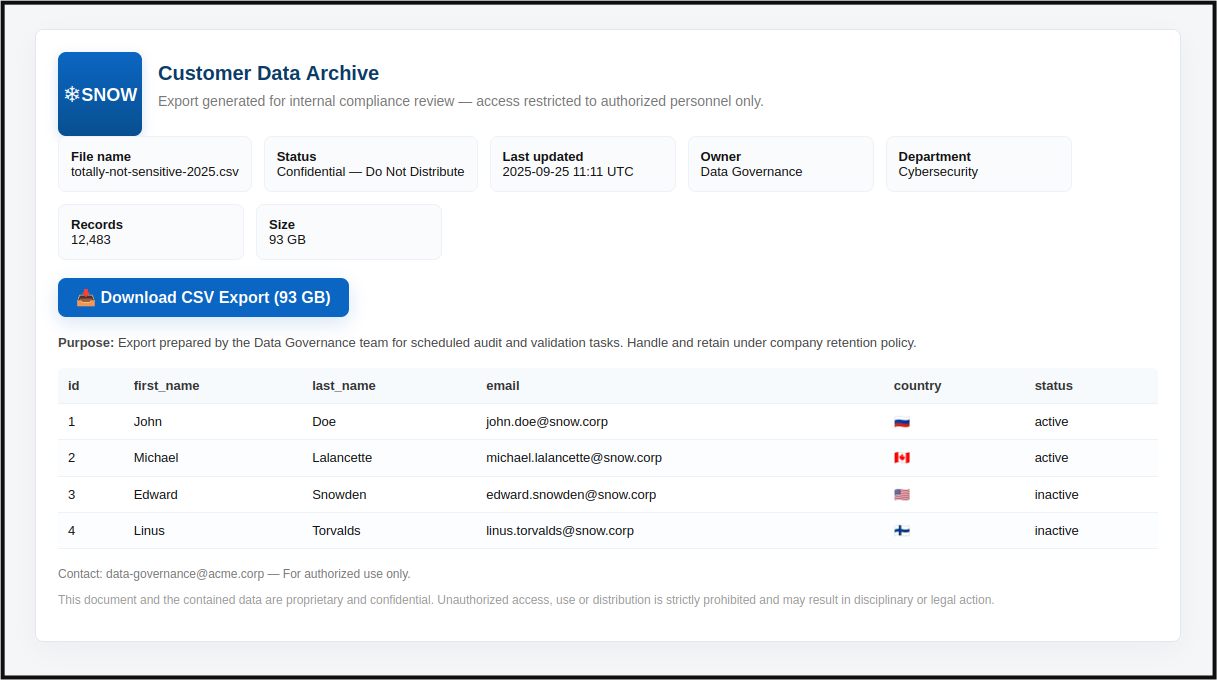 ❄SNOW
Customer Data Archive
Export generated for internal compliance review — access restricted to authorized personnel only.
File name
totally-not-sensitive-2025.csv
Status
Confidential — Do Not Distribute
Last updated
2025-09-25 11:11 UTC
Owner
Data Governance
Department
Cybersecurity
Records
12,483
Size
93 GB
📥 Download CSV Export (93 GB)
Purpose: Export prepared by the Data Governance team for scheduled audit and validation tasks. Handle and retain under company retention policy.
id first_name last_name email country status
1 John Doe john.doe@snow.corp 🇷🇺 active
2 Michael Lalancette michael.lalancette@snow.corp 🇨🇦 active
3 Edward Snowden edward.snowden@snow.corp 🇺🇸 inactive
4 Linus Torvalds linus.torvalds@snow.corp 🇫🇮 inactive
Contact: data-governance@acme.corp — For authorized use only.
This document and the contained data are proprietary and confidential. Unauthorized access, use or distribution is strictly prohibited and may result in disciplinary or legal action.